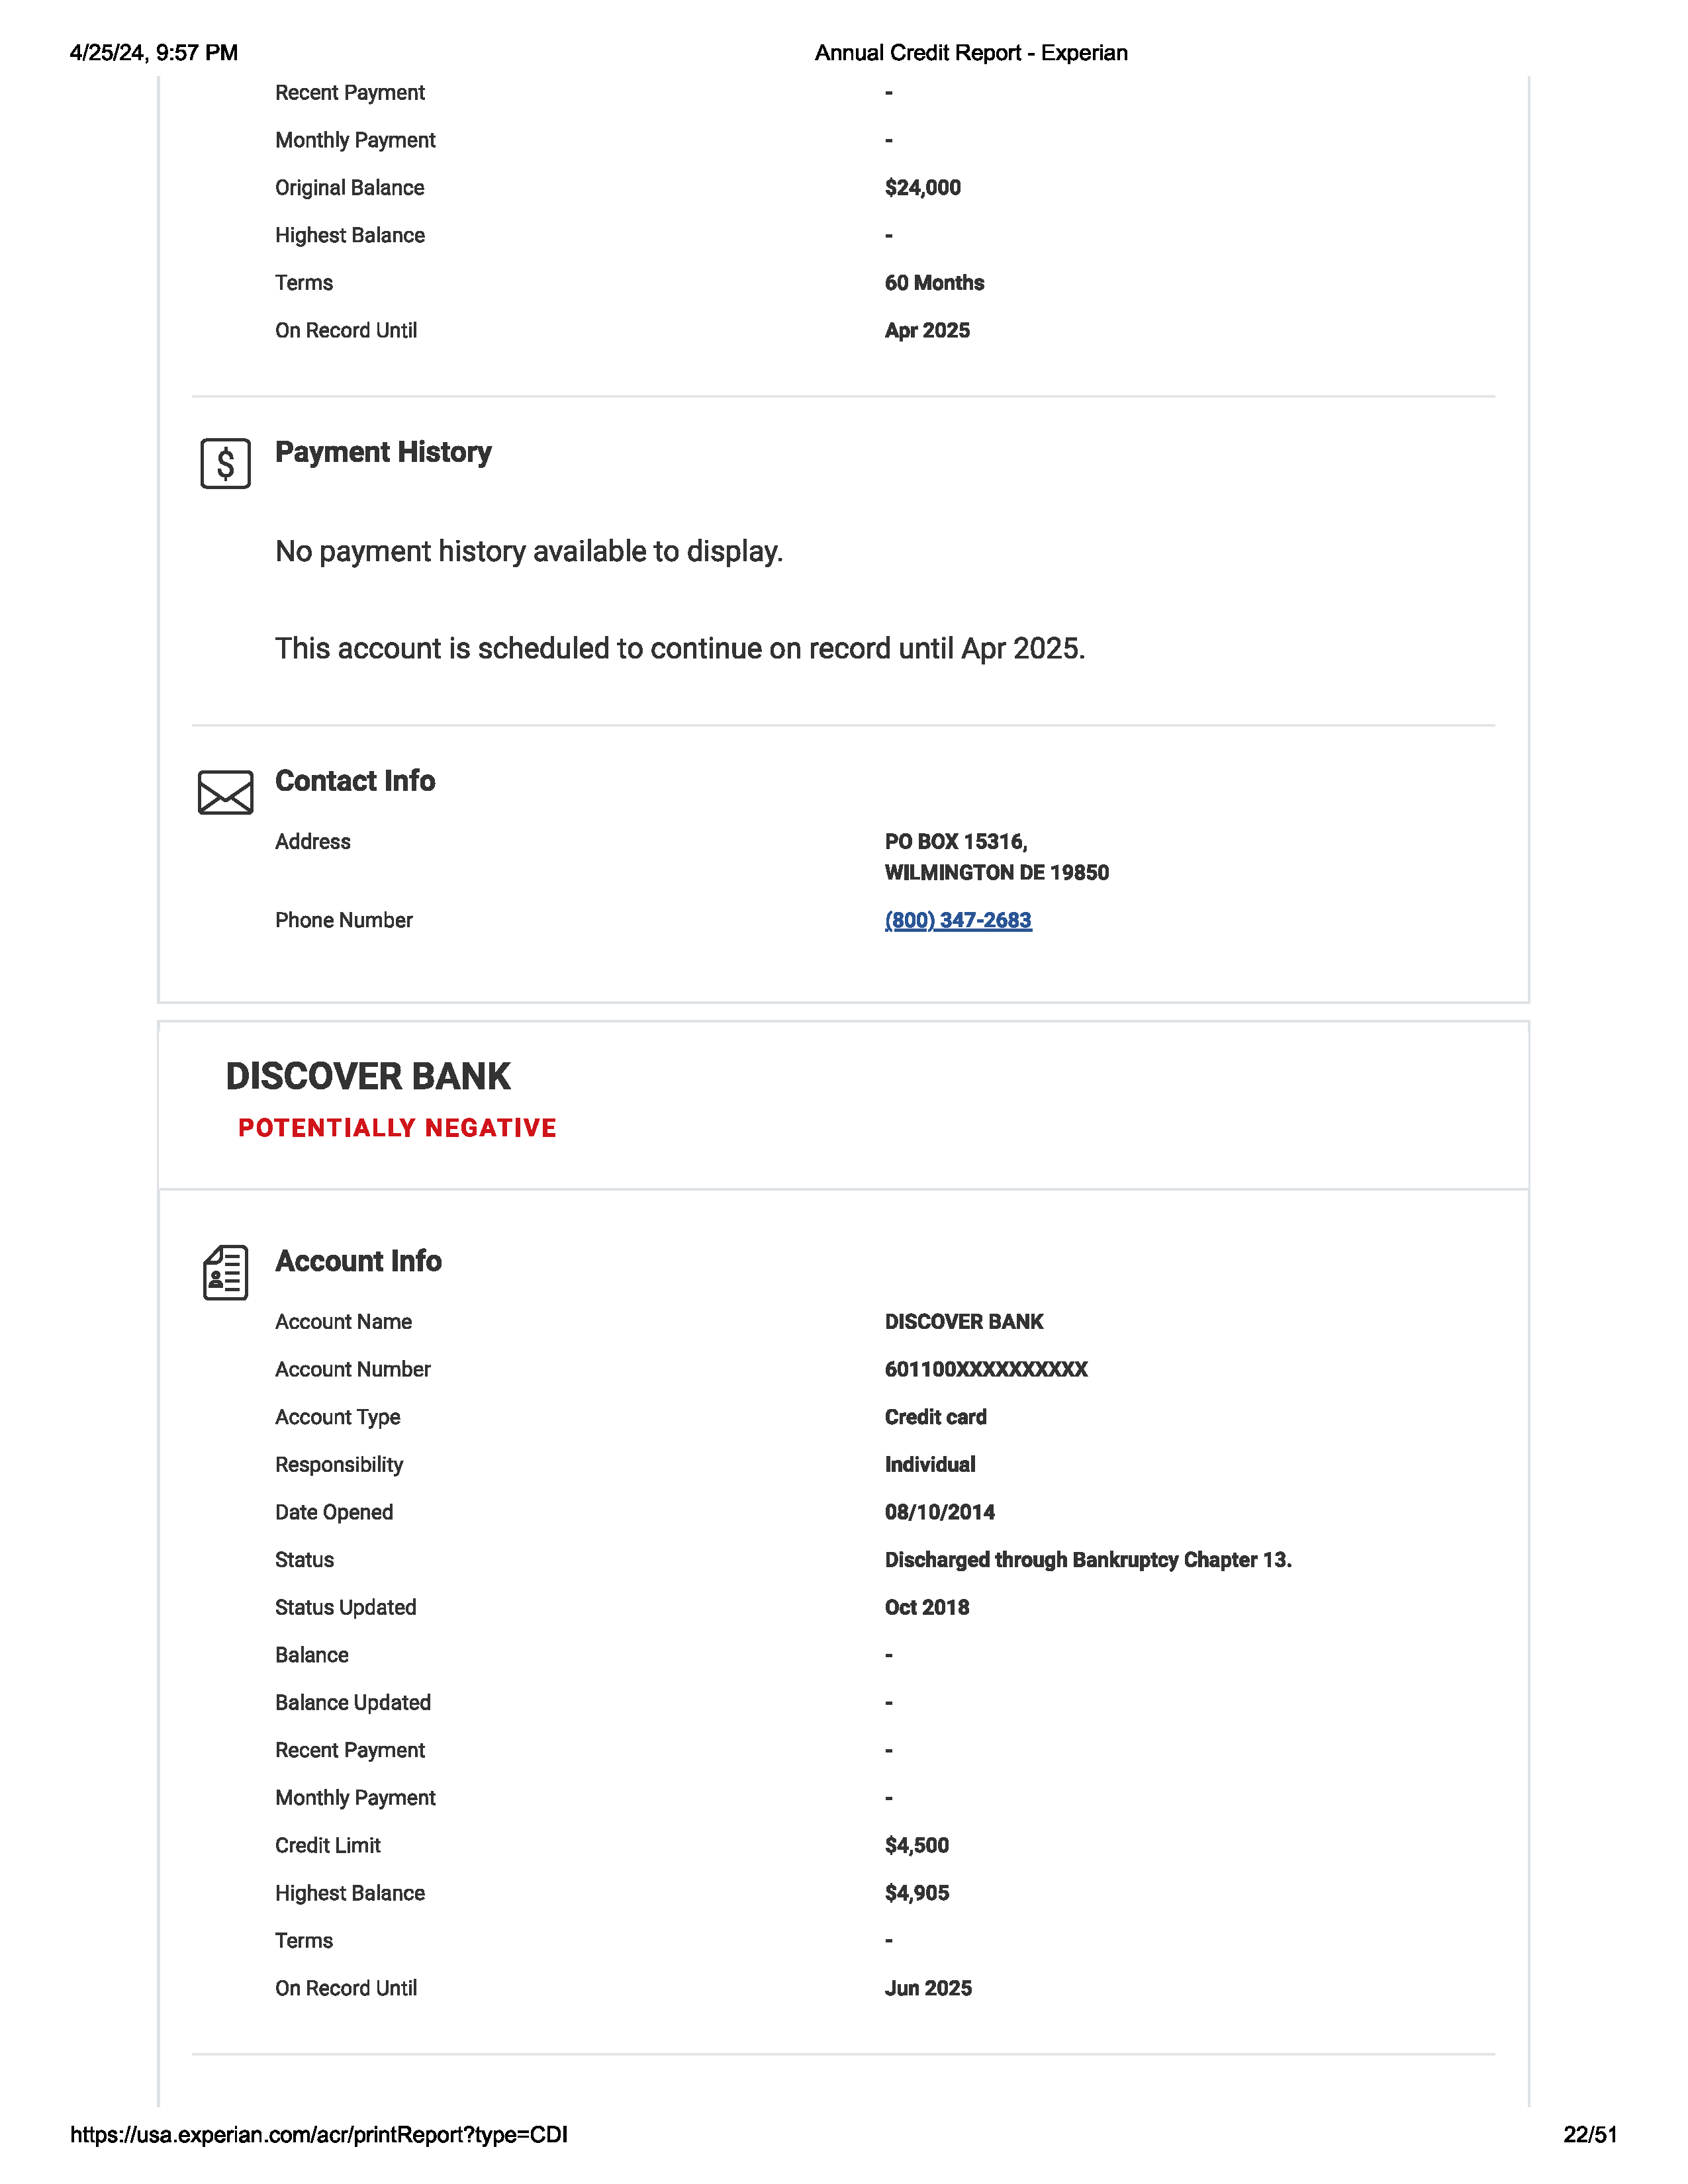 4/25/24, 9:57 PM Annual Credit Report - Experian
Recent Payment -
Monthly Payment -
Original Balance $24,000
Highest Balance -
Terms 60 Months
On Record Until Apr 2025
$ Payment History
No payment history available to display.
This account is scheduled to continue on record until Apr 2025.
Contact Info
Address PO BOX 15316,
WILMINGTON DE 19850
Phone Number (800) 347-2683
DISCOVER BANK
POTENTIALLY NEGATIVE
Account Info
Account Name DISCOVER BANK
Account Number 601100XXXXXXXXXX
Account Type Credit card
Responsibility Individual
Date Opened 08/10/2014
Status Discharged through Bankruptcy Chapter 13.
Status Updated Oct 2018
Balance -
Balance Updated -
Recent Payment -
Monthly Payment -
Credit Limit $4,500
Highest Balance $4,905
Terms -
On Record Until Jun 2025
https://usa.experian.com/acr/printReport?type=CDI 22/51